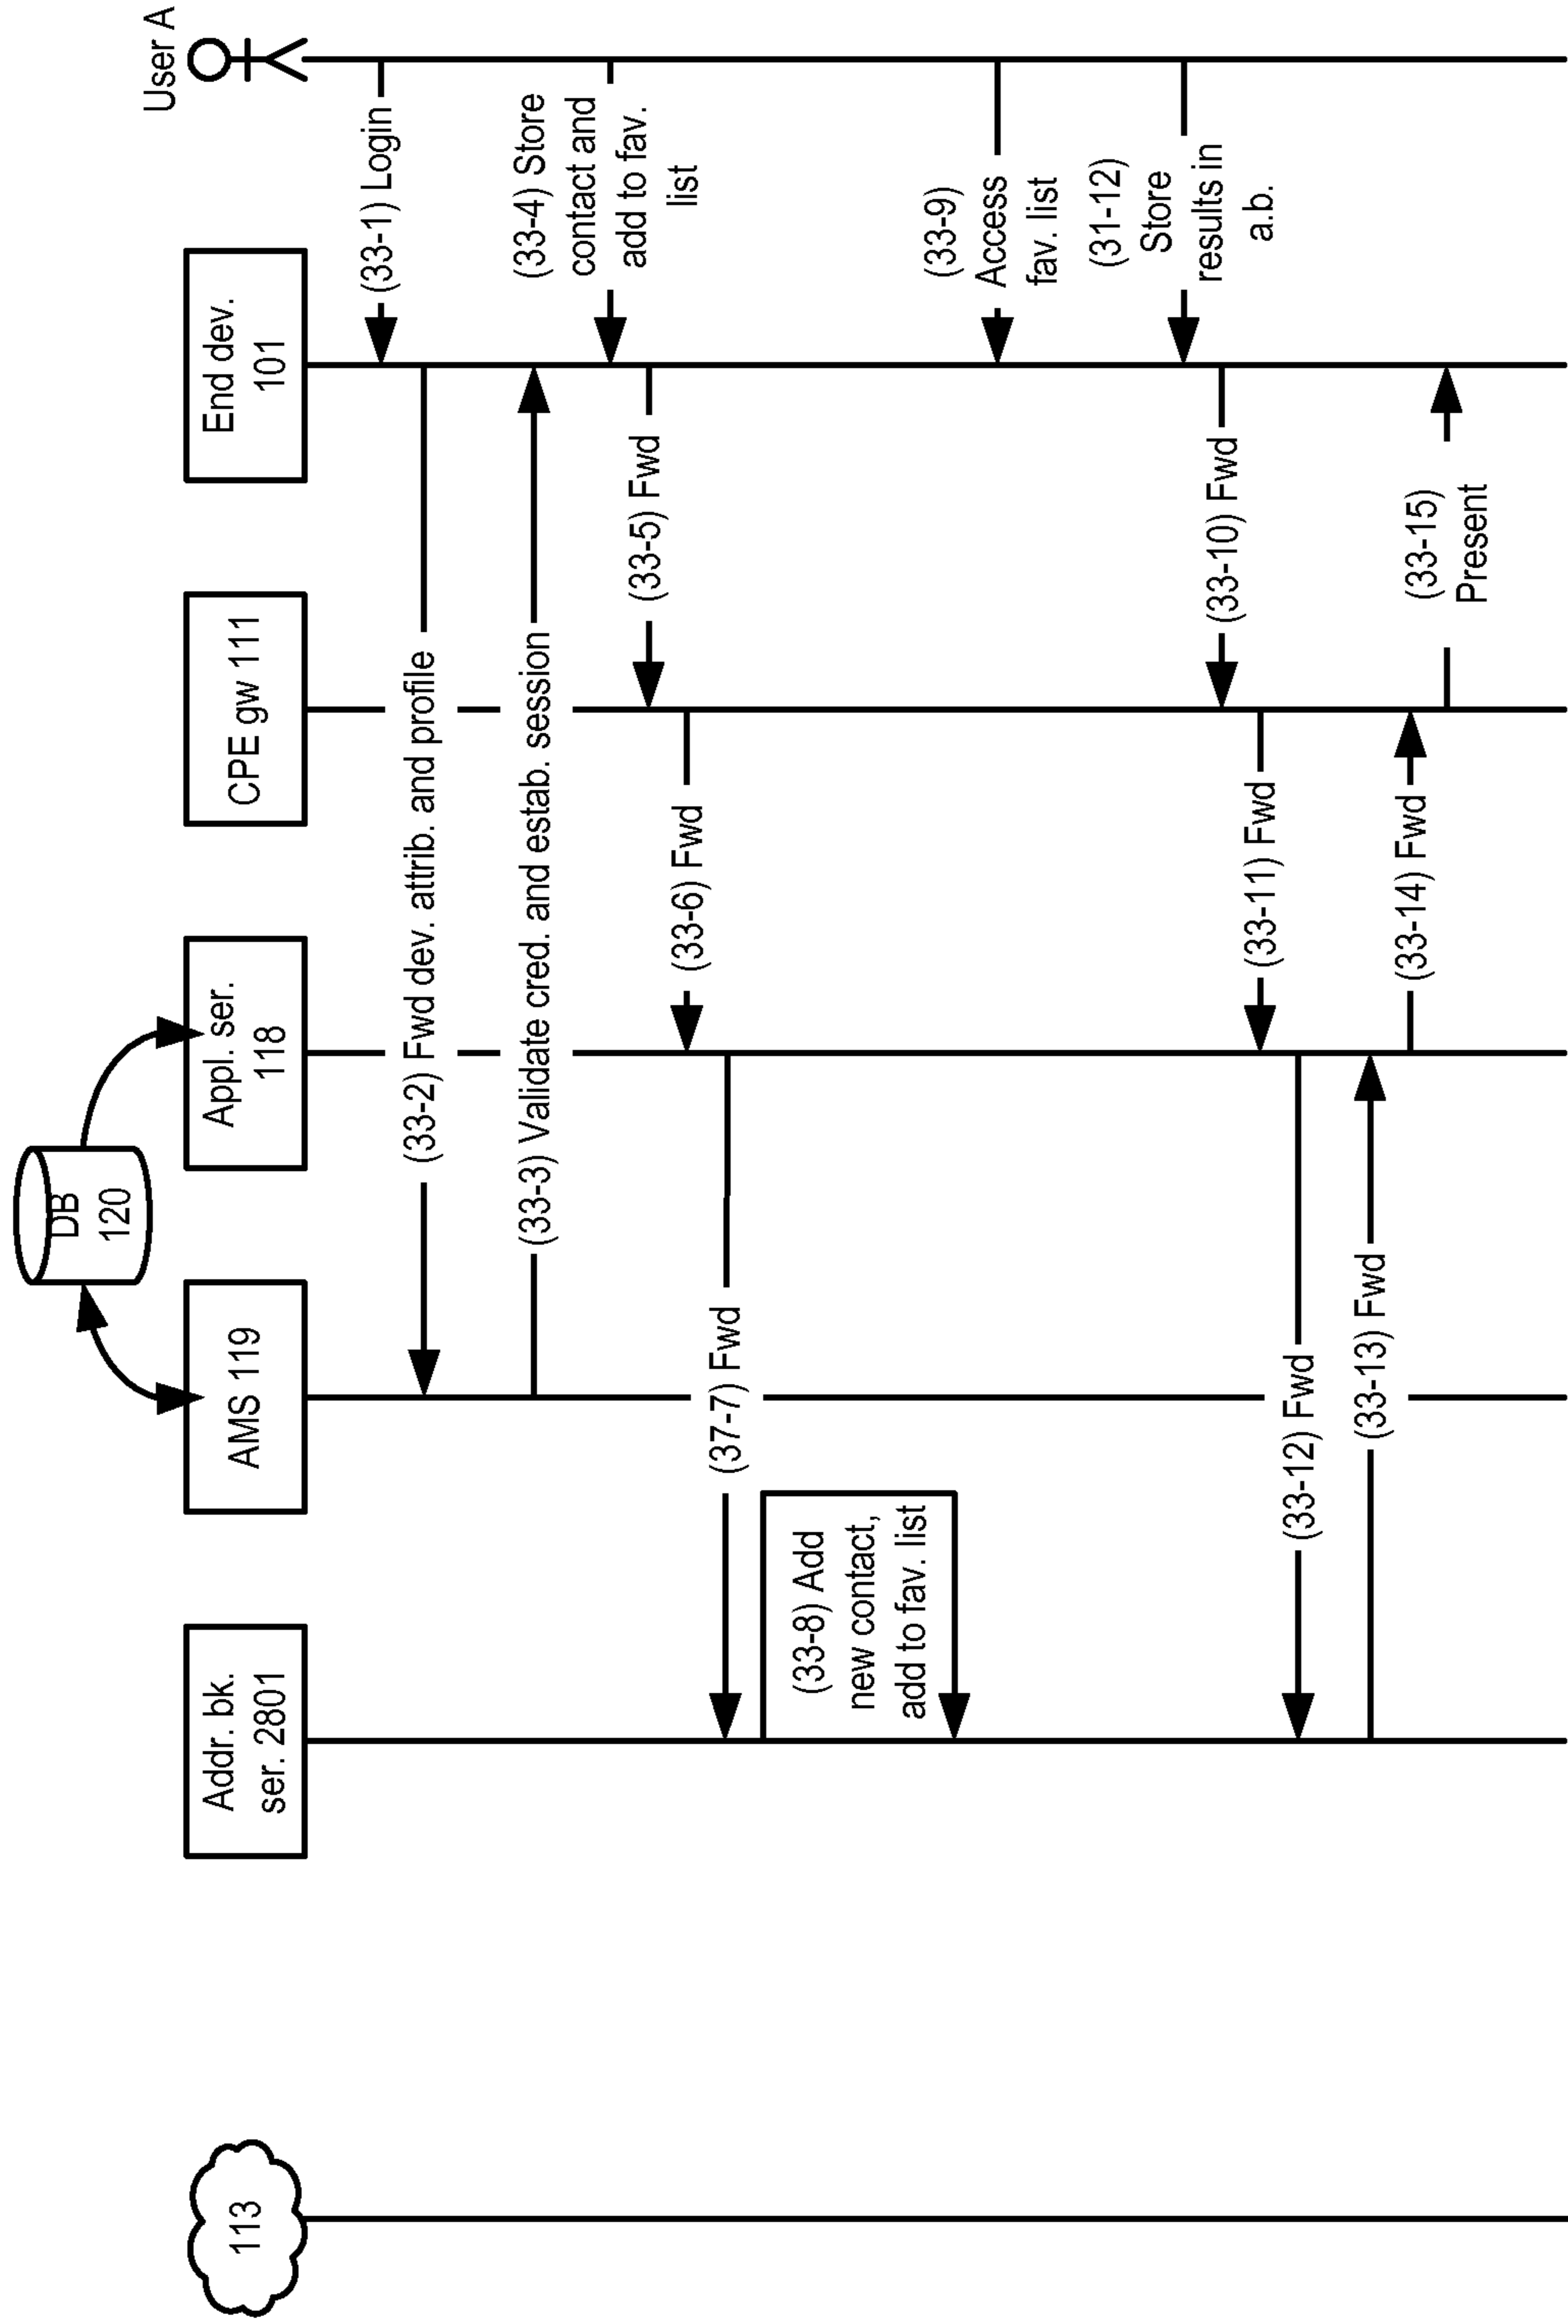 113
Addr. bk.
ser. 2801
AMS 119
DB
120
Appl. ser.
118
CPE gw 111
End dev.
101
User A
(33-1) Login
(33-2) Fwd dev. attrib. and profile
(33-3) Validate cred. and estab. session
(33-4) Store
contact and
add to fav.
list
(33-5) Fwd
(33-6) Fwd
(37-7) Fwd
(33-8) Add
new contact,
add to fav. list
(33-9)
Access
fav. list
(31-12)
Store
results in
a.b.
(33-10) Fwd
(33-11) Fwd
(33-12) Fwd
(33-13) Fwd
(33-14) Fwd
(33-15)
Present